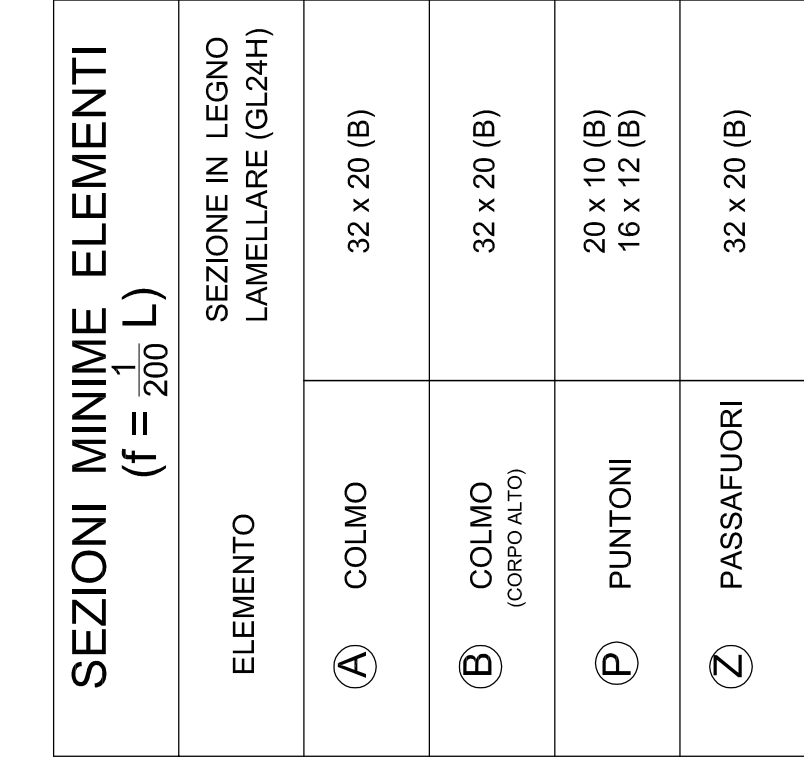 SEZIONI MINIME ELEMENTI
(f = 1/200 L)
ELEMENTO
SEZIONE IN LEGNO
LAMELLARE (GL24H)
A COLMO
32 x 20 (B)
B COLMO
(CORPO ALTO)
32 x 20 (B)
P PUNTONI
20 x 10 (B)
16 x 12 (B)
Z PASSAFUORI
32 x 20 (B)